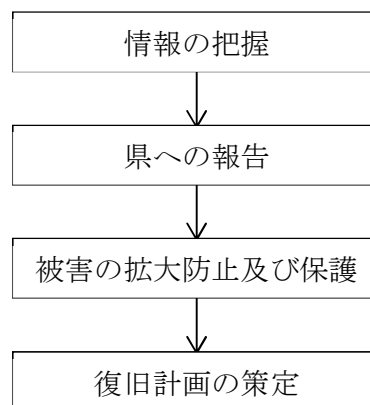 情報の把握
県への報告
被害の拡大防止及び保護
復旧計画の策定